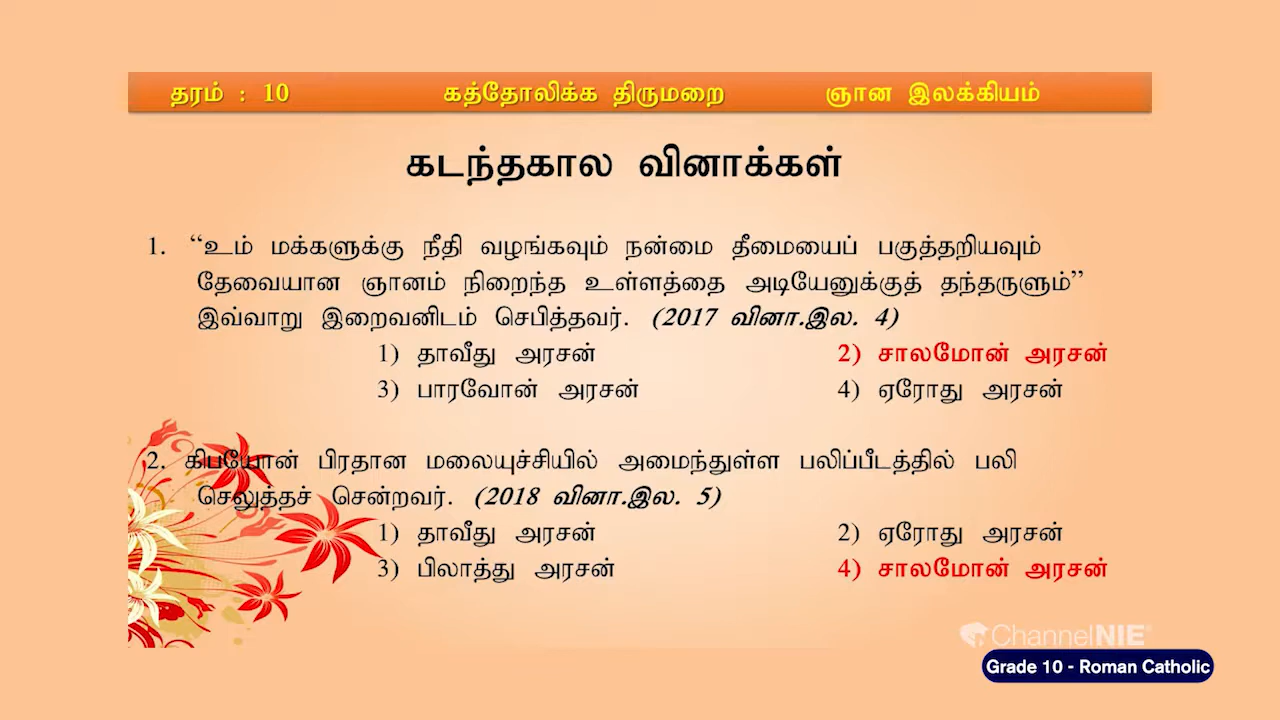 தரம் : 10 கத்தோலிக்க திருமறை ஞான இலக்கியம்
கடந்தகால வினாக்கள்
1. “உம் மக்களுக்கு நீதி வழங்கவும் நன்மை தீமையைப் பகுத்தறியவும்
தேவையான ஞானம் நிறைந்த உள்ளத்தை அடியேனுக்குத் தந்தருளும்”
இவ்வாறு இறைவனிடம் செபித்தவர். (2017 வினா.இல. 4)
1) தாவீது அரசன் 2) சாலமோன் அரசன்
3) பாரவோன் அரசன் 4) ஏரோது அரசன்
2. கிபயோன் பிரதான மலையுச்சியில் அமைந்துள்ள பலிப்பீடத்தில் பலி
செலுத்தச் சென்றவர். (2018 வினா.இல. 5)
1) தாவீது அரசன் 2) ஏரோது அரசன்
3) பிலாத்து அரசன் 4) சாலமோன் அரசன்
ChannelNIE
Grade 10 - Roman Catholic